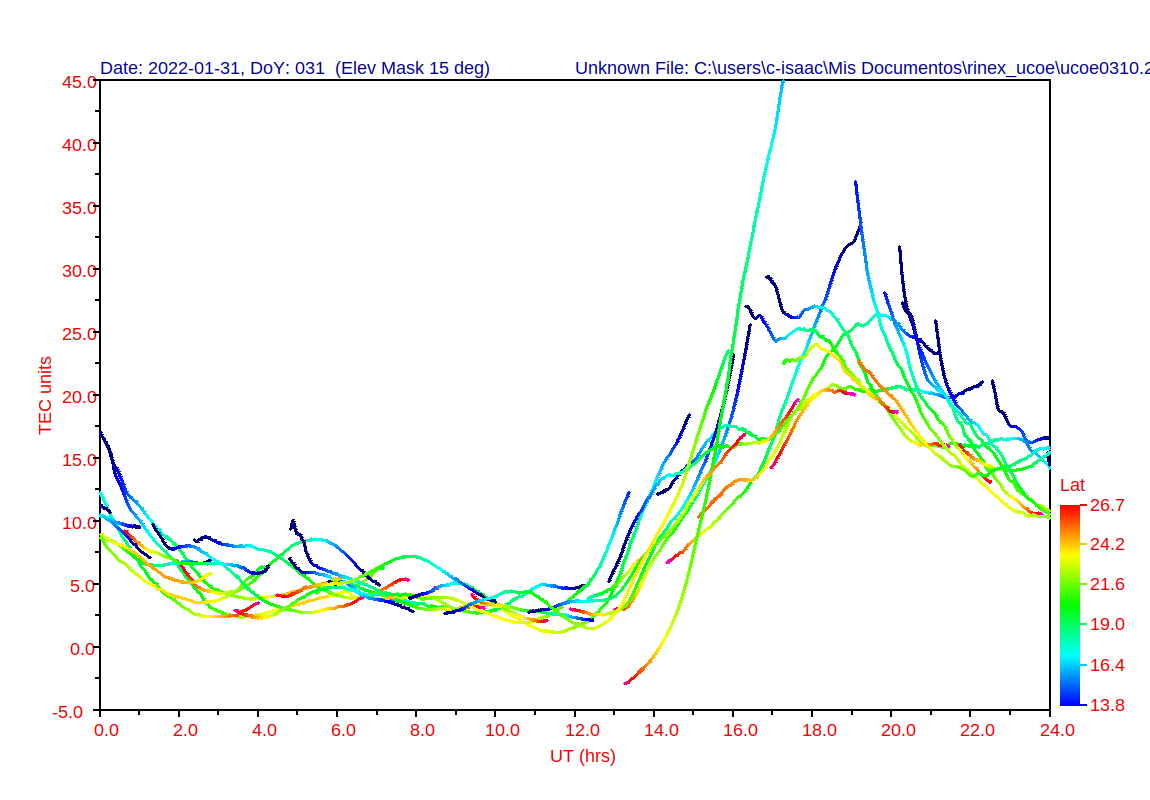 Date: 2022-01-31, DoY: 031  (Elev Mask 15 deg)
Unknown File: C:\users\c-isaac\Mis Documentos\rinex_ucoe\ucoe0310.2
45.0
40.0
35.0
30.0
25.0
20.0
15.0
10.0
5.0
0.0
-5.0
TEC units
0.0 2.0 4.0 6.0 8.0 10.0 12.0 14.0 16.0 18.0 20.0 22.0 24.0
UT (hrs)
Lat
26.7
24.2
21.6
19.0
16.4
13.8